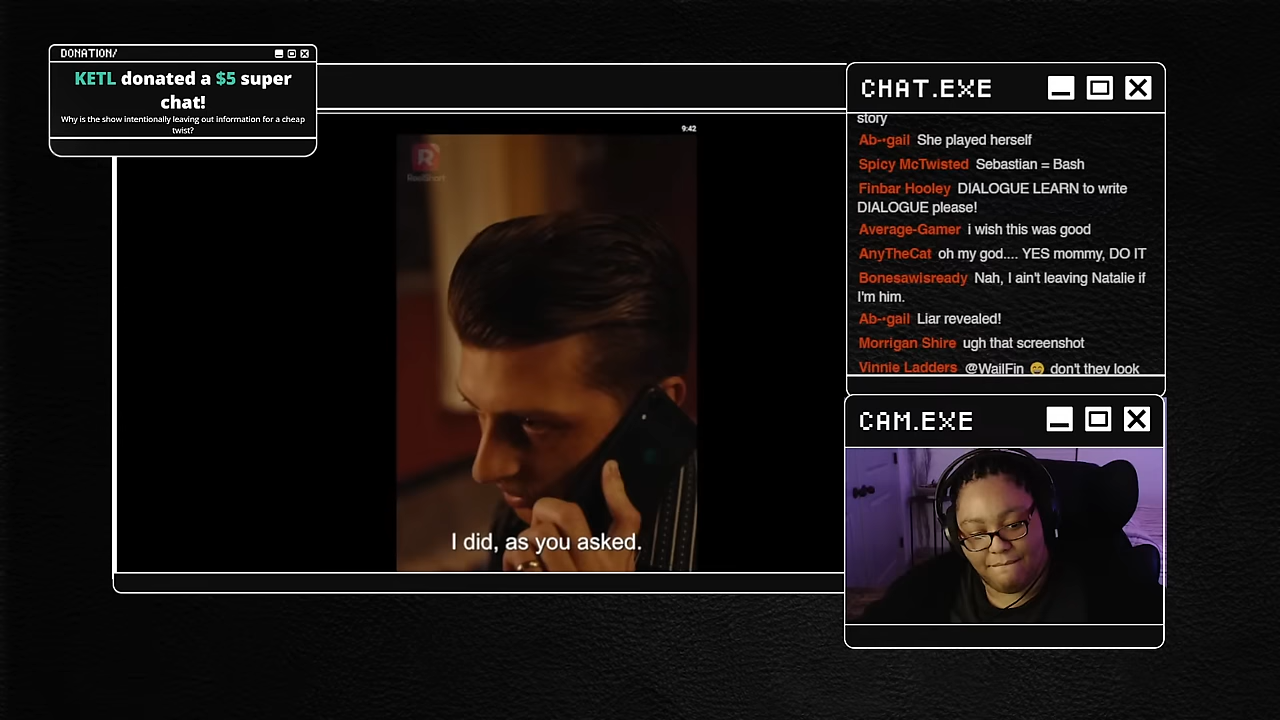 DONATION/
KETL donated a $5 super
chat!
Why is the show intentionally leaving out information for a cheap
twist?
9:42
ReelShort
I did, as you asked.
CHAT.EXE
story
Ab-·gail She played herself
Spicy McTwisted Sebastian = Bash
Finbar Hooley DIALOGUE LEARN to write
DIALOGUE please!
Average-Gamer i wish this was good
AnyTheCat oh my god.... YES mommy, DO IT
Bonesawisready Nah, I ain't leaving Natalie if
I'm him.
Ab-·gail Liar revealed!
Morrigan Shire ugh that screenshot
Vinnie Ladders @WailFin 😁 don't they look
CAM.EXE